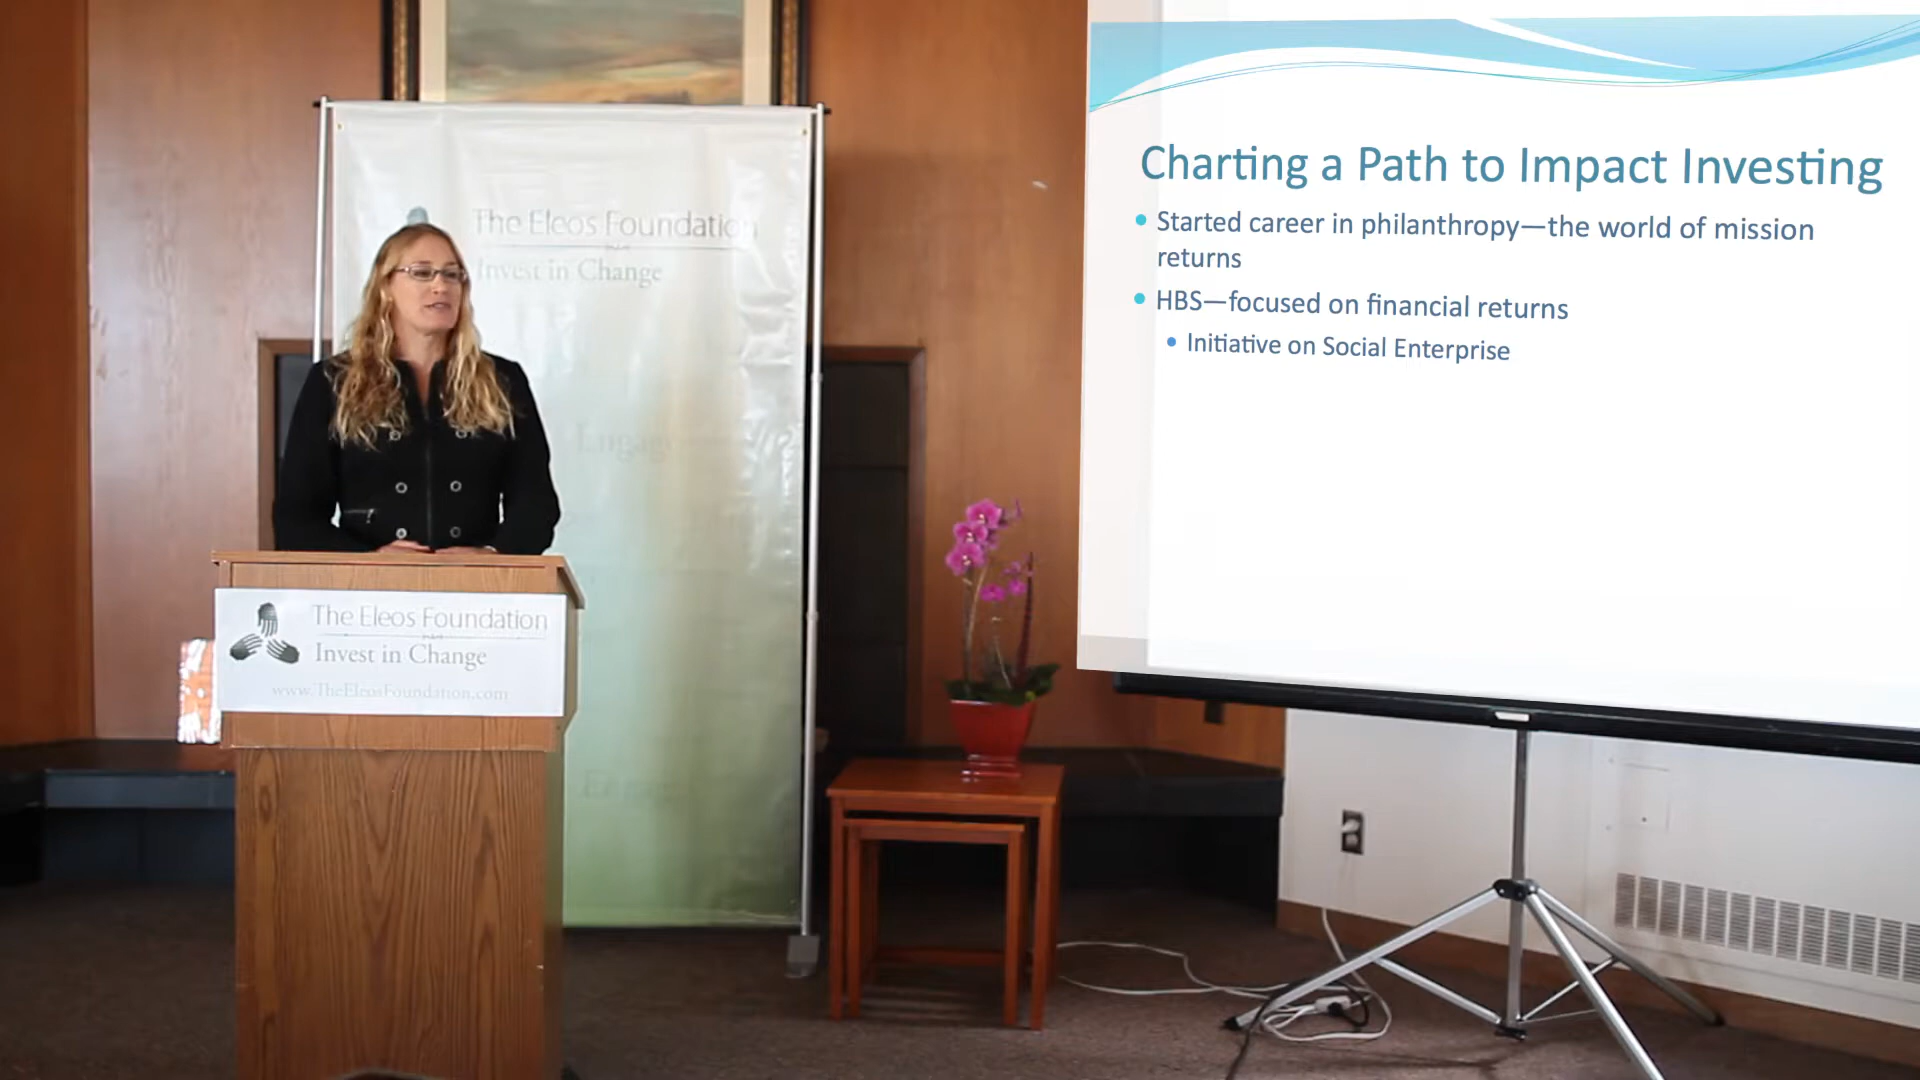 The Eleos Foundation
Invest in Change
Engage
The Eleos Foundation
Invest in Change
www.TheEleosFoundation.com
Charting a Path to Impact Investing
Started career in philanthropy—the world of mission
returns
HBS—focused on financial returns
Initiative on Social Enterprise